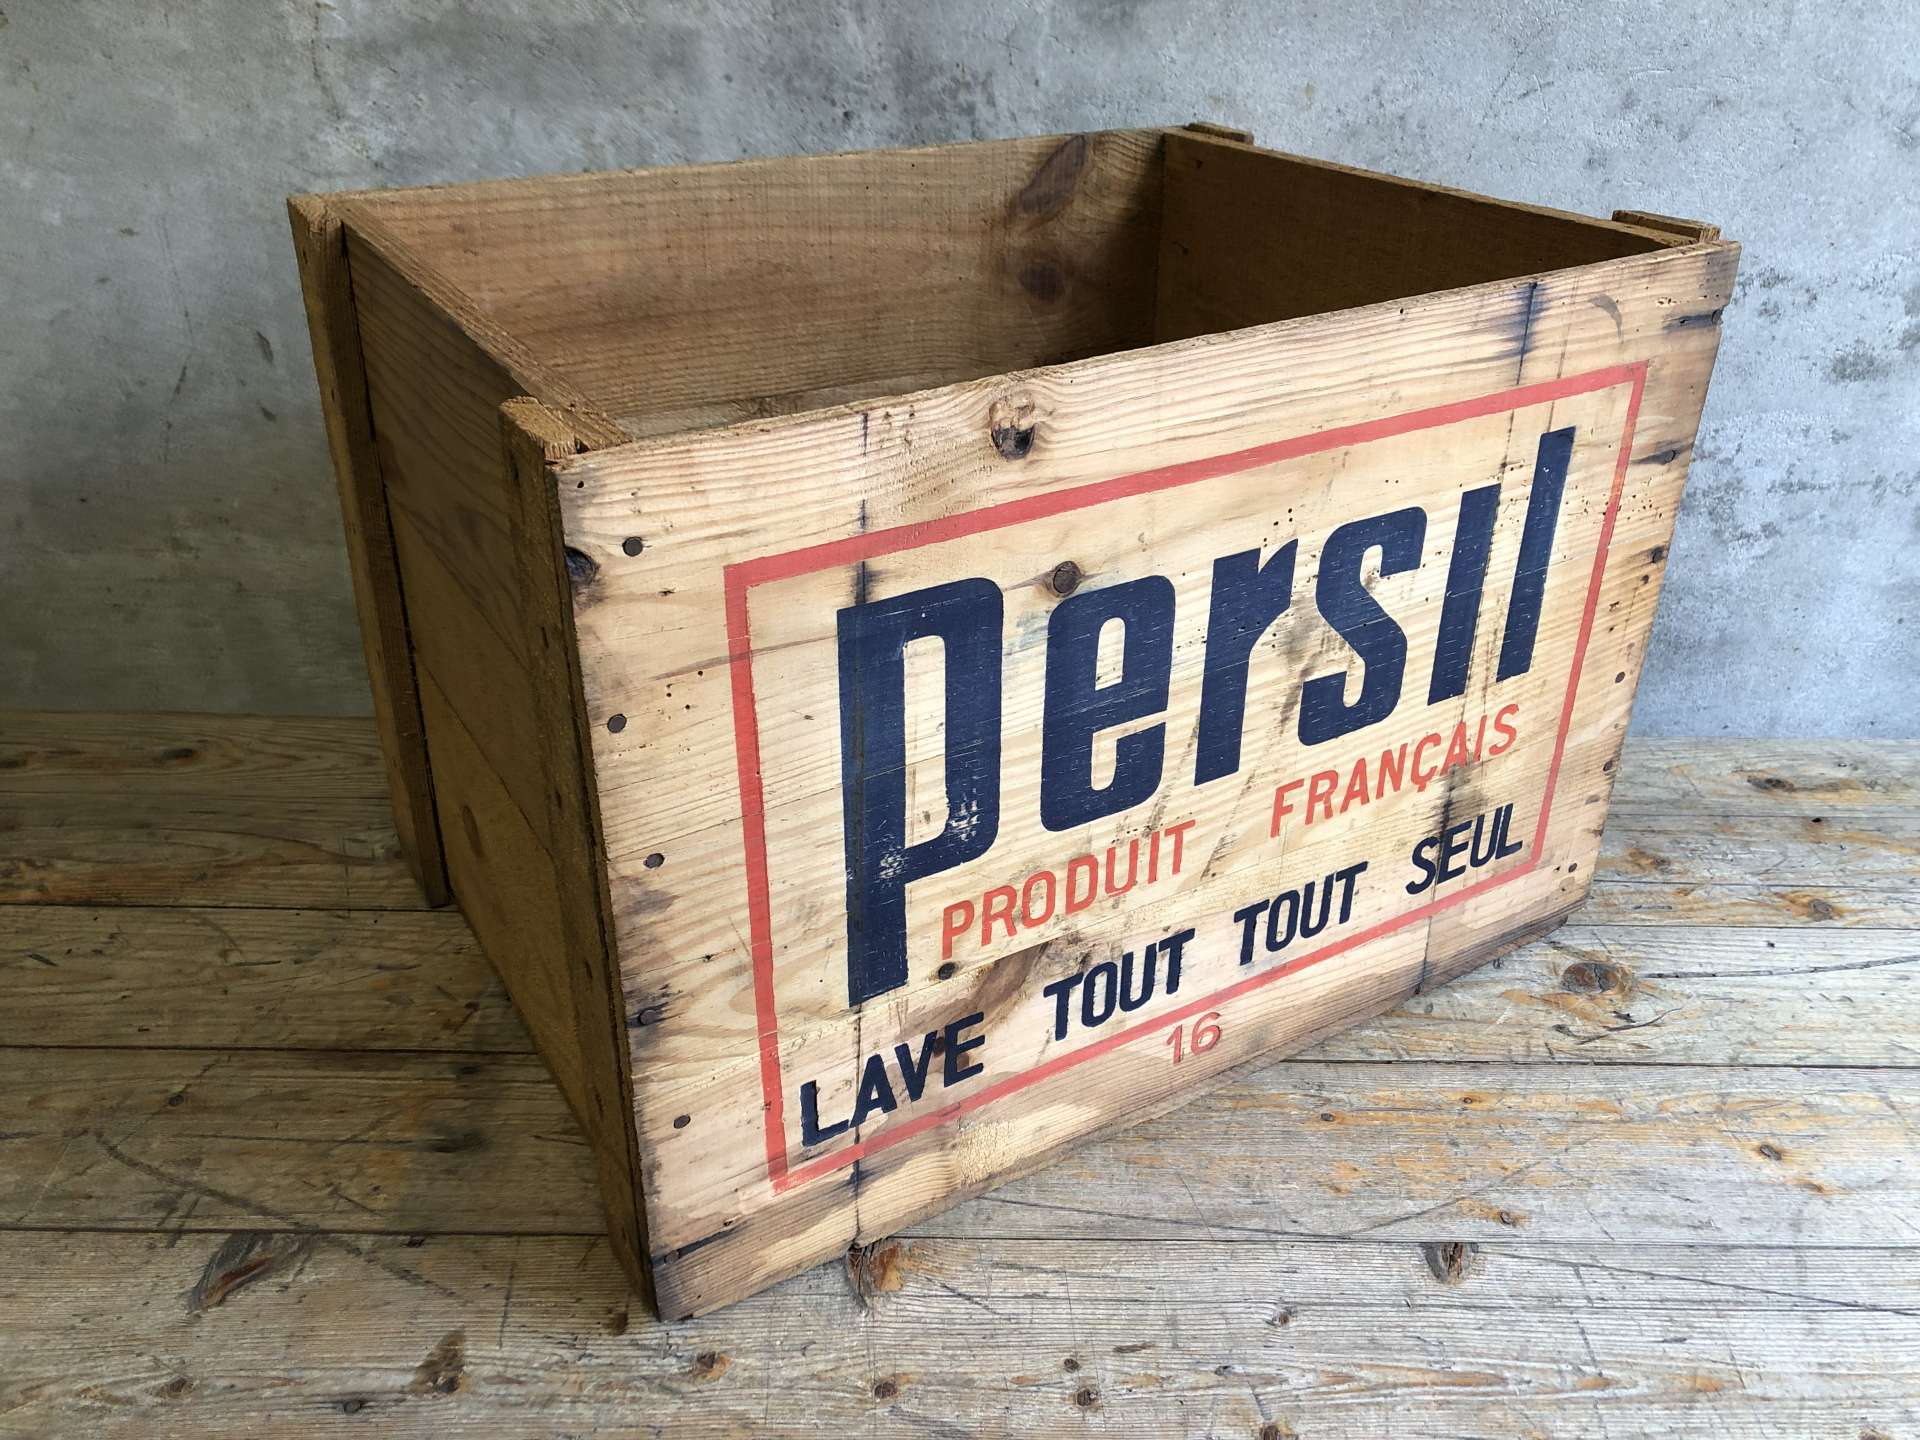 Persil
PRODUIT FRANÇAIS
LAVE TOUT TOUT SEUL
16